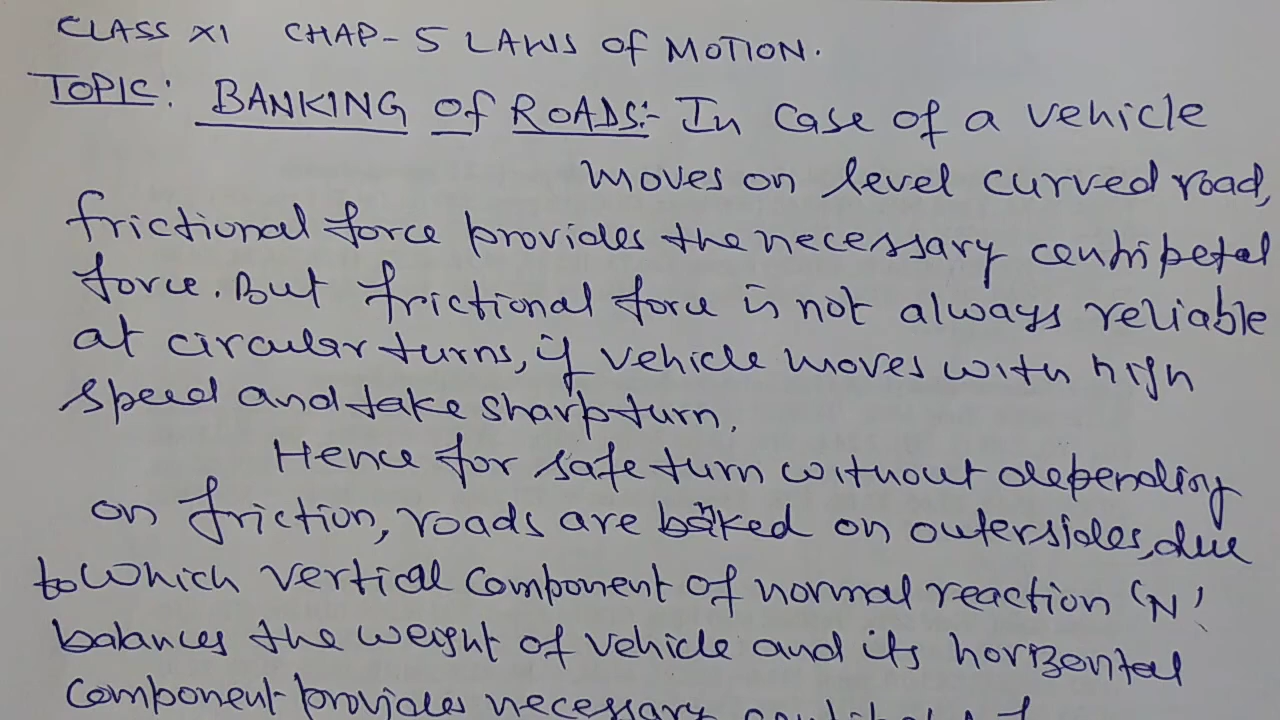 CLASS XI CHAP-5 LAWS of MOTION.
TOPIC: BANKING of ROADS:- In case of a vehicle
moves on level curved road,
frictional force provides the necessary centripetal
force. But frictional force is not always reliable
at circular turns, if vehicle moves with high
speed and take sharp turn.
Hence for safe turn without depending
on friction, roads are banked on outersides, due
to which vertical component of normal reaction 'N'
balances the weight of vehicle and its horizontal
component provides necessary centripetal